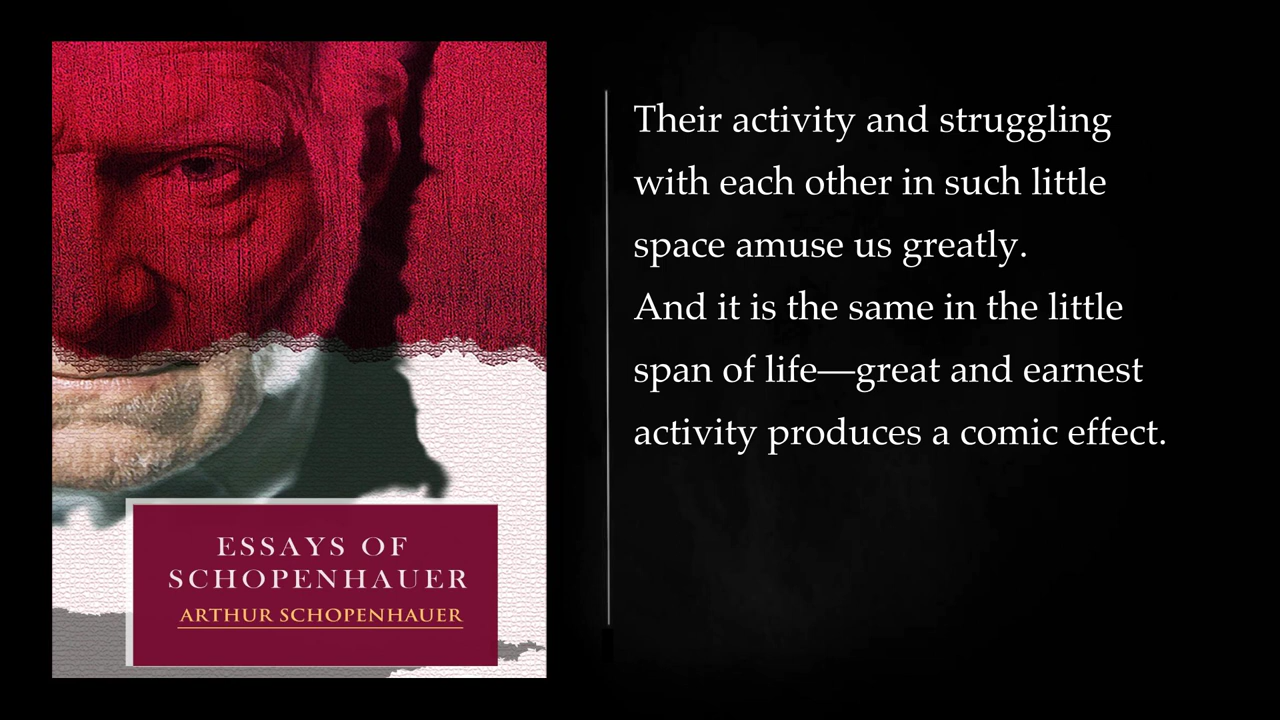 ESSAYS OF
SCHOPENHAUER
ARTHUR SCHOPENHAUER
Their activity and struggling
with each other in such little
space amuse us greatly.
And it is the same in the little
span of life—great and earnest
activity produces a comic effect.